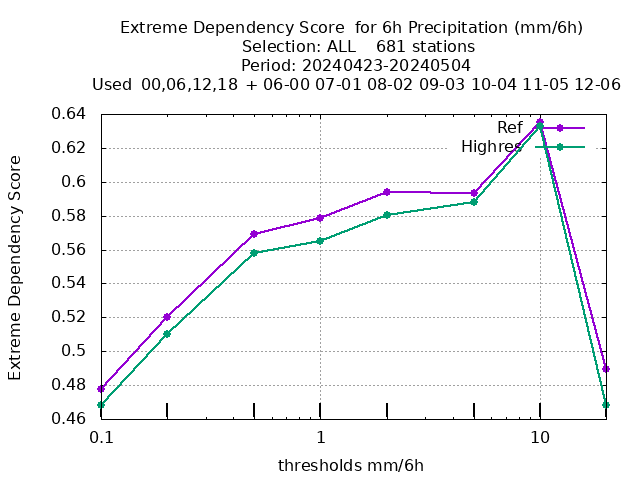 Extreme Dependency Score  for 6h Precipitation (mm/6h)
Selection: ALL    681 stations
Period: 20240423-20240504
Used  00,06,12,18  + 06-00 07-01 08-02 09-03 10-04 11-05 12-06
Extreme Dependency Score
0.64
0.62
0.6
0.58
0.56
0.54
0.52
0.5
0.48
0.46
Ref
Highres
0.1
1
10
thresholds mm/6h